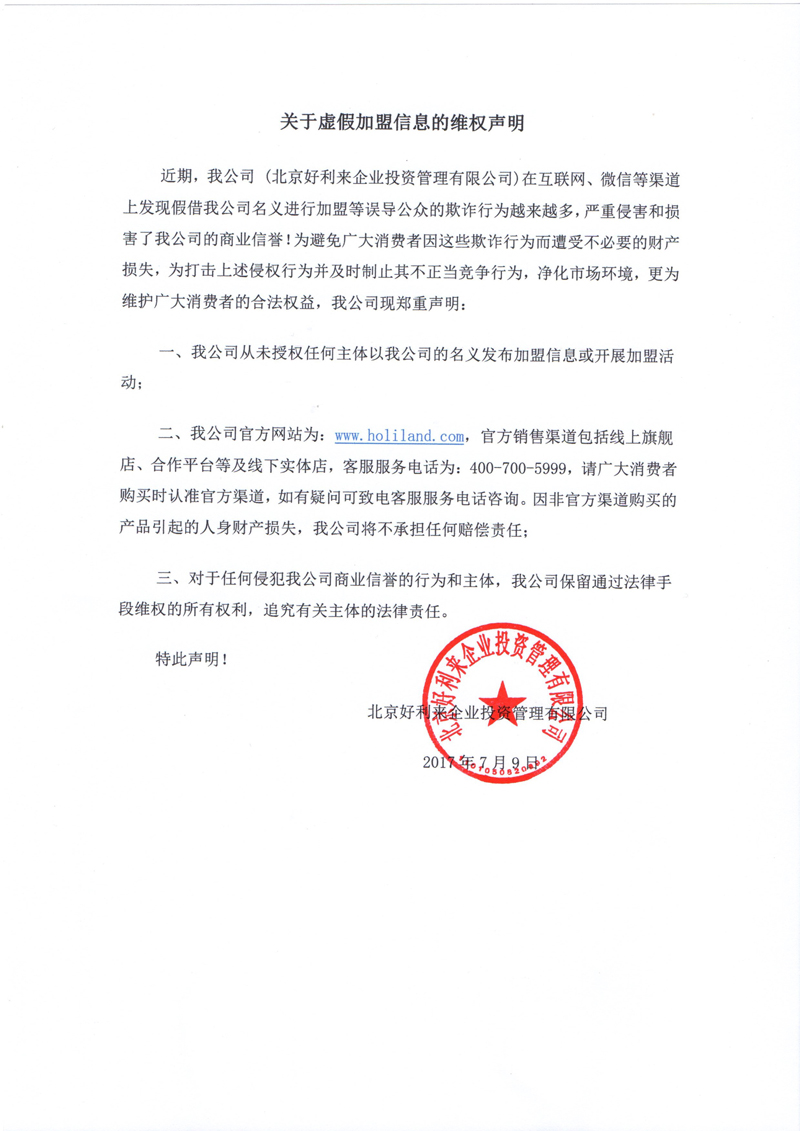 关于虚假加盟信息的维权声明
近期，我公司 (北京好利来企业投资管理有限公司)在互联网、微信等渠道
上发现假借我公司名义进行加盟等误导公众的欺诈行为越来越多，严重侵害和损
害了我公司的商业信誉！为避免广大消费者因这些欺诈行为而遭受不必要的财产
损失，为打击上述侵权行为并及时制止其不正当竞争行为，净化市场环境，更为
维护广大消费者的合法权益，我公司现郑重声明：
一、我公司从未授权任何主体以我公司的名义发布加盟信息或开展加盟活
动；
二、我公司官方网站为：www.holiland.com，官方销售渠道包括线上旗舰
店、合作平台等及线下实体店，客服服务电话为：400-700-5999，请广大消费者
购买时认准官方渠道，如有疑问可致电客服服务电话咨询。因非官方渠道购买的
产品引起的人身财产损失，我公司将不承担任何赔偿责任；
三、对于任何侵犯我公司商业信誉的行为和主体，我公司保留通过法律手
段维权的所有权利，追究有关主体的法律责任。
特此声明！
北京好利来企业投资管理有限公司
北京好利来企业投资管理有限公司
2017 年 7 月 9 日